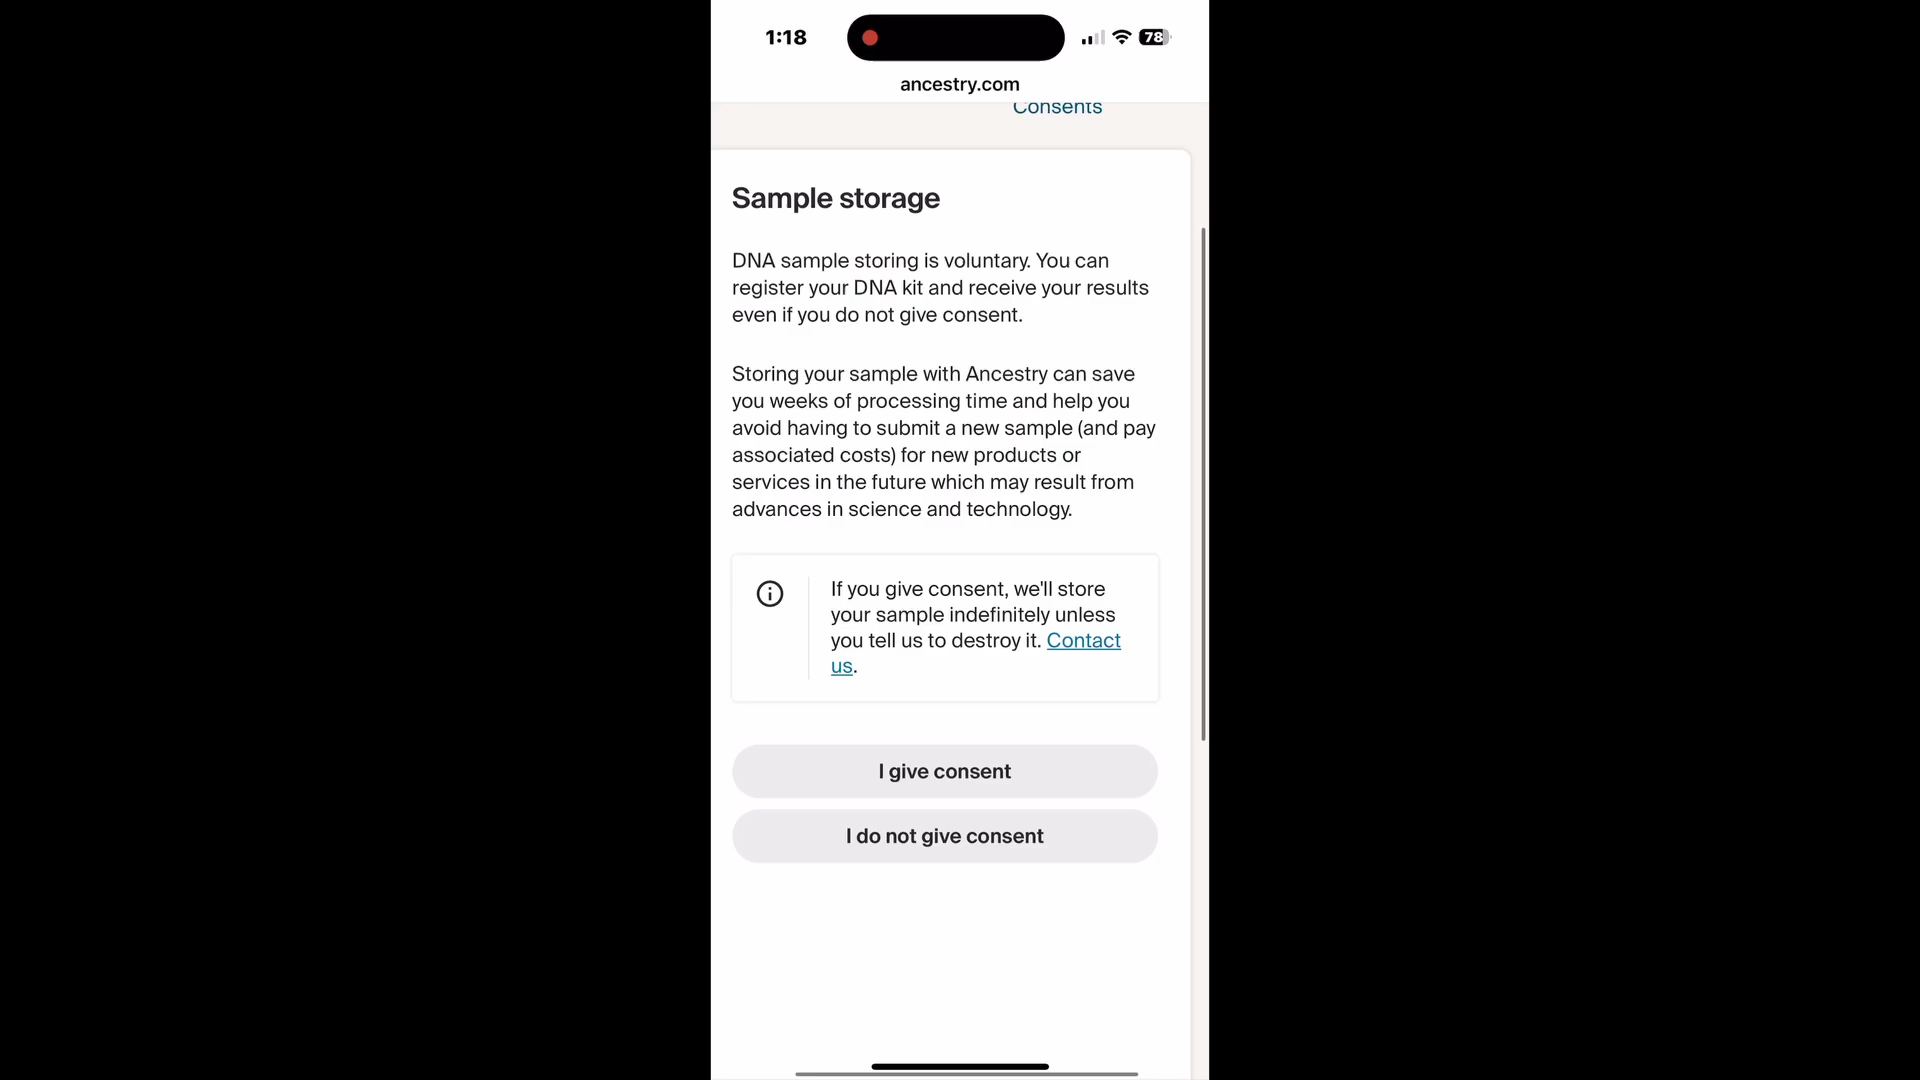 1:18
78
ancestry.com
Consents
Sample storage
DNA sample storing is voluntary. You can
register your DNA kit and receive your results
even if you do not give consent.
Storing your sample with Ancestry can save
you weeks of processing time and help you
avoid having to submit a new sample (and pay
associated costs) for new products or
services in the future which may result from
advances in science and technology.
If you give consent, we'll store
your sample indefinitely unless
you tell us to destroy it. Contact
us.
I give consent
I do not give consent